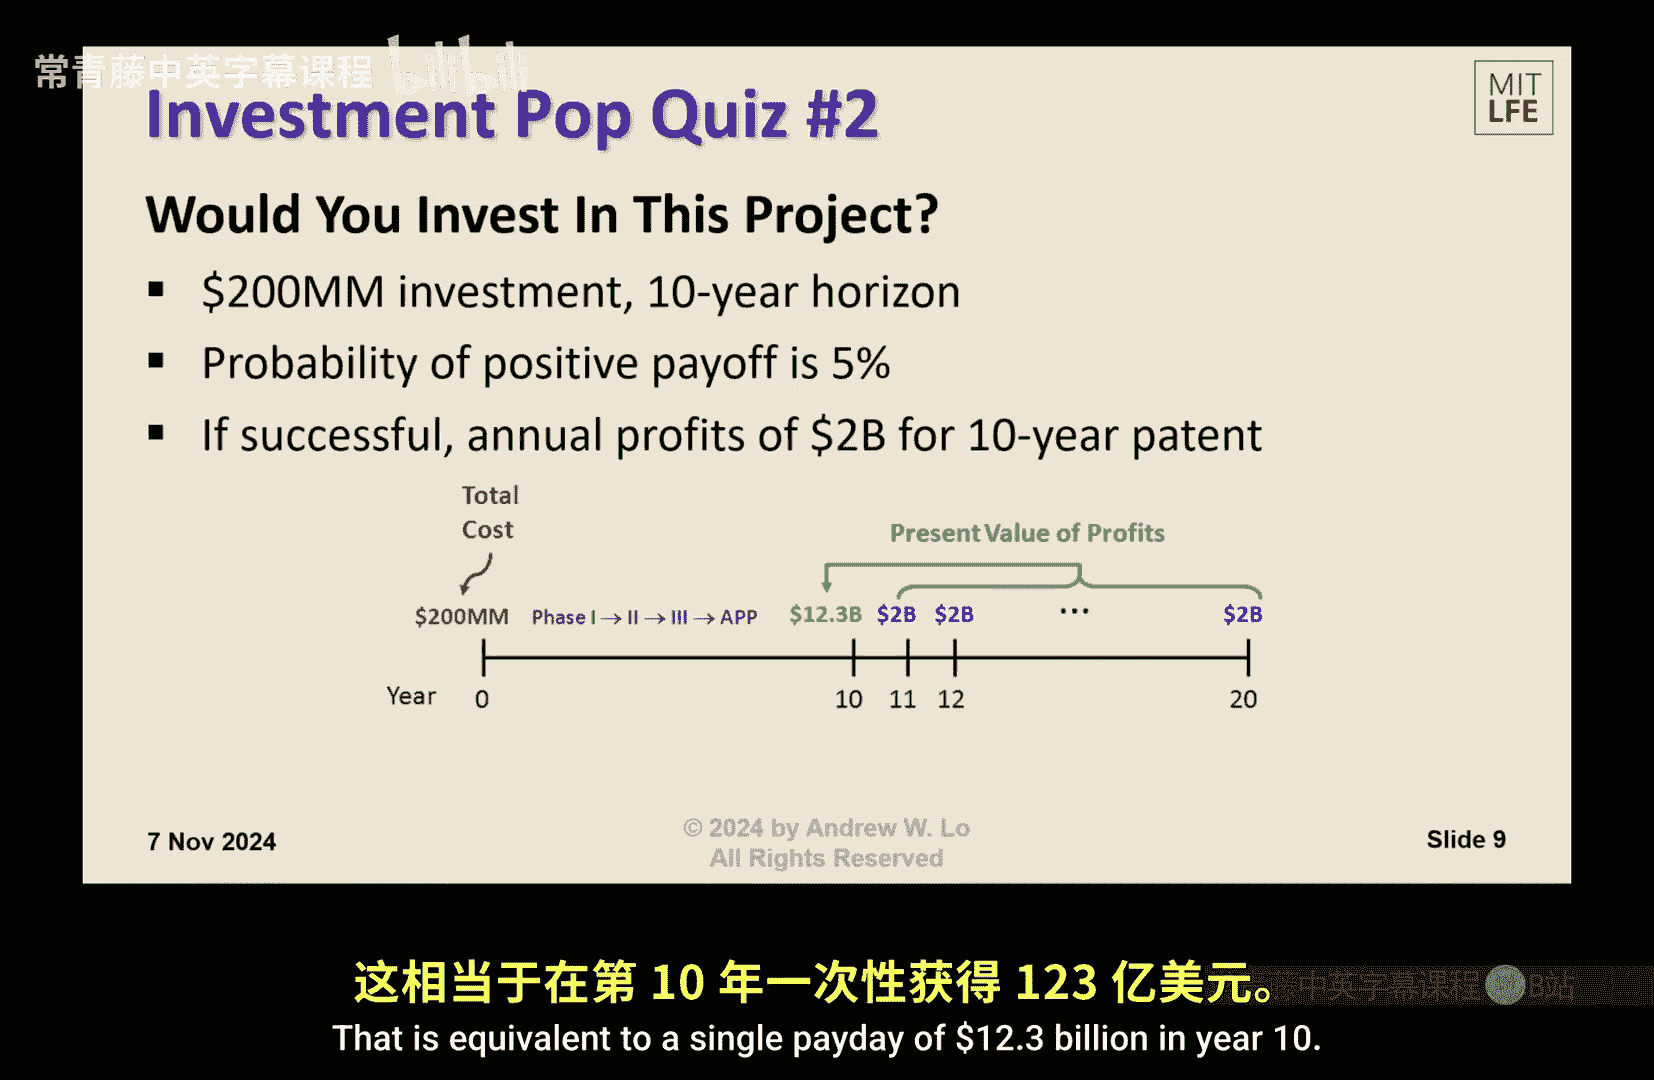 常青藤中英字幕课程 bilibili
MIT
LFE
Investment Pop Quiz #2
Would You Invest In This Project?
▪ $200MM investment, 10-year horizon
▪ Probability of positive payoff is 5%
▪ If successful, annual profits of $2B for 10-year patent
Total
Cost
Present Value of Profits
$200MM Phase I → II → III → APP $12.3B $2B $2B ... $2B
Year 0 10 11 12 20
7 Nov 2024
© 2024 by Andrew W. Lo
All Rights Reserved
Slide 9
这相当于在第 10 年一次性获得 123 亿美元。
藤中英字幕课程 B站
That is equivalent to a single payday of $12.3 billion in year 10.